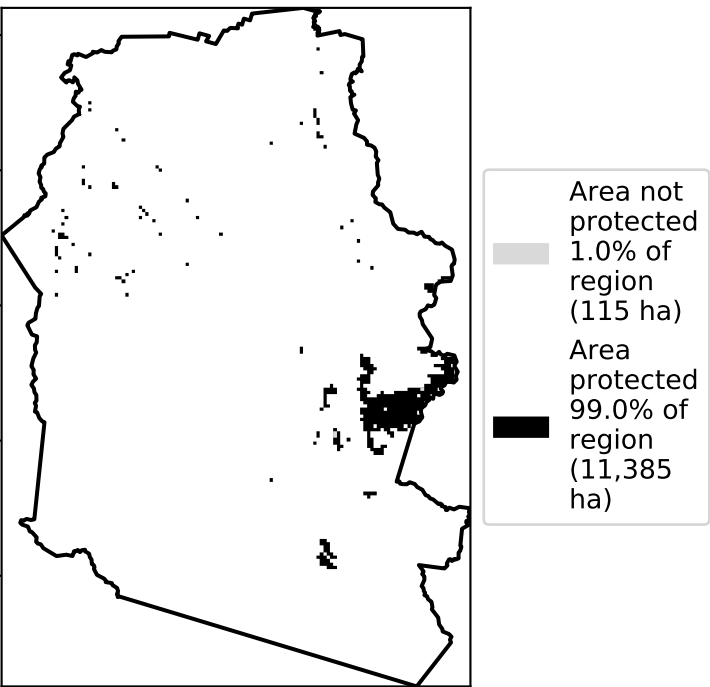 Area not
protected
1.0% of
region
(115 ha)
Area
protected
99.0% of
region
(11,385
ha)